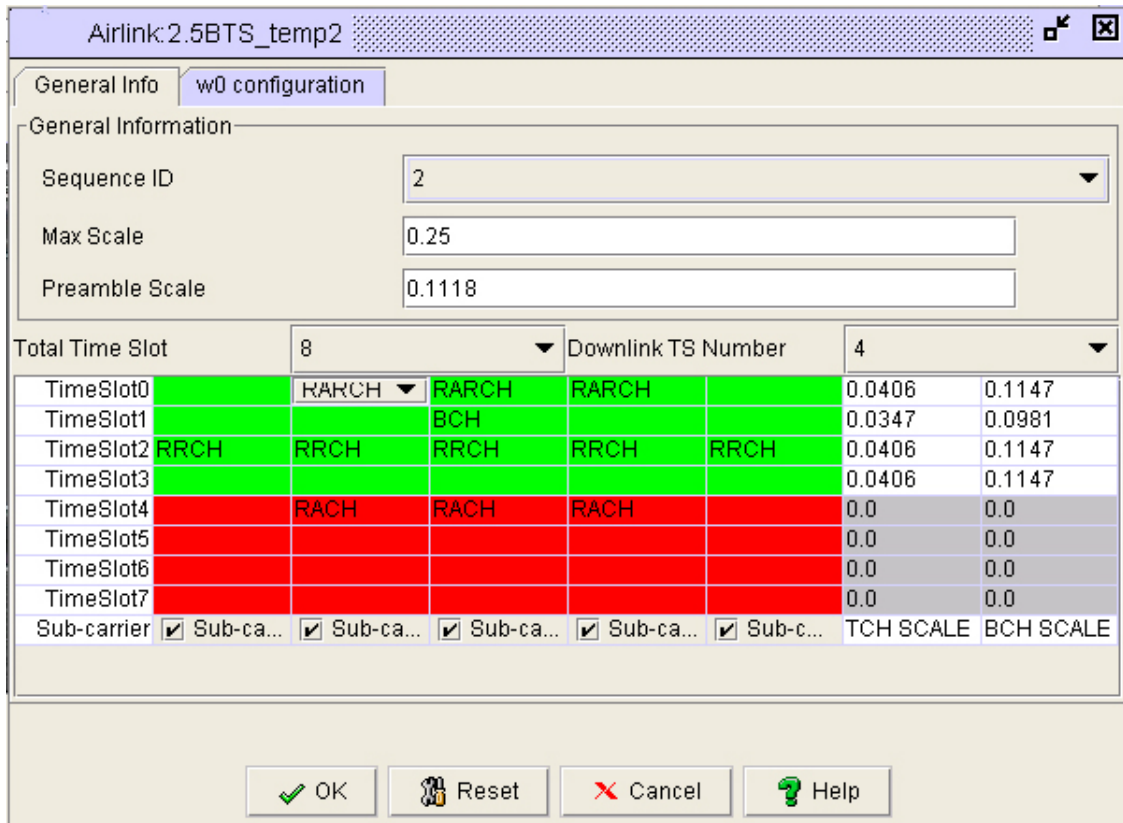 Airlink:2.5BTS_temp2
General Info w0 configuration
General Information
Sequence ID 2
Max Scale 0.25
Preamble Scale 0.1118
Total Time Slot 8 Downlink TS Number 4
TimeSlot0 RARCH RARCH RARCH 0.0406 0.1147
TimeSlot1 BCH 0.0347 0.0981
TimeSlot2 RRCH RRCH RRCH RRCH RRCH 0.0406 0.1147
TimeSlot3 0.0406 0.1147
TimeSlot4 RACH RACH RACH 0.0 0.0
TimeSlot5 0.0 0.0
TimeSlot6 0.0 0.0
TimeSlot7 0.0 0.0
Sub-carrier Sub-ca... Sub-ca... Sub-ca... Sub-ca... Sub-c... TCH SCALE BCH SCALE
OK Reset Cancel Help